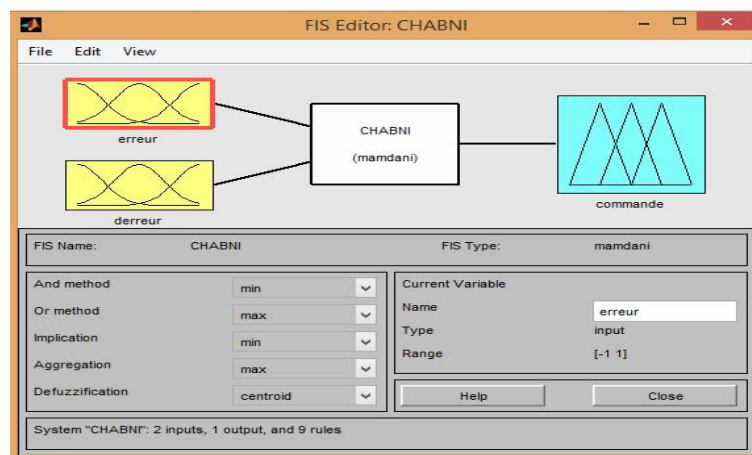 FIS Editor: CHABNI
File Edit View
erreur
derreur
CHABNI
(mamdani)
commande
FIS Name: CHABNI FIS Type: mamdani
And method min
Or method max
Implication min
Aggregation max
Defuzzification centroid
Current Variable
Name erreur
Type input
Range [-1 1]
Help Close
System "CHABNI": 2 inputs, 1 output, and 9 rules